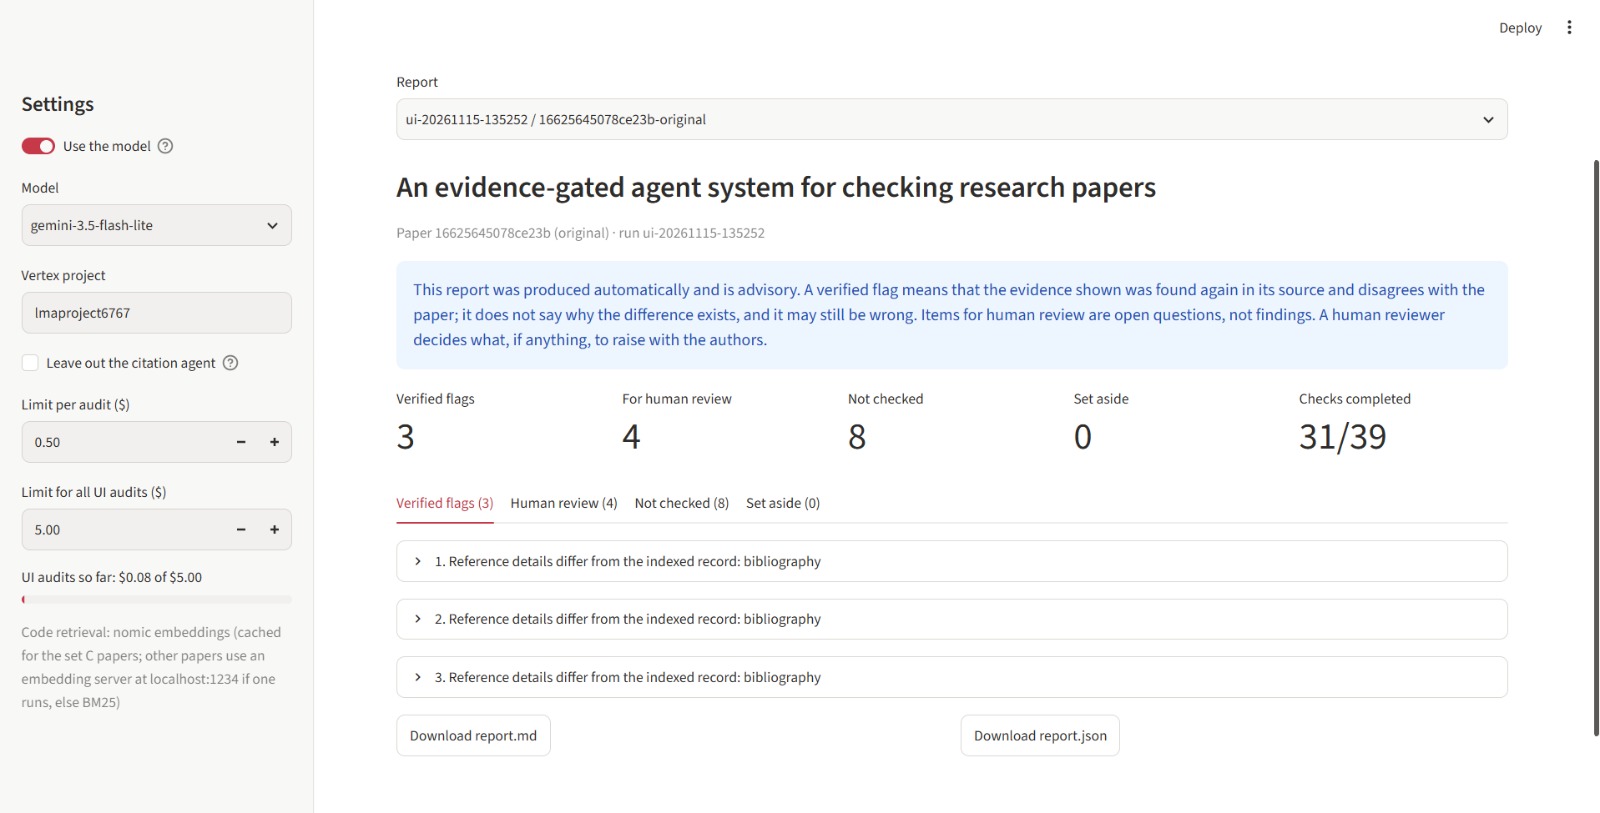 Deploy
Settings
Use the model
Model
gemini-3.5-flash-lite
Vertex project
lmaproject6767
Leave out the citation agent
Limit per audit ($)
0.50
Limit for all UI audits ($)
5.00
UI audits so far: $0.08 of $5.00
Code retrieval: nomic embeddings (cached
for the set C papers; other papers use an
embedding server at localhost:1234 if one
runs, else BM25)
Report
ui-20261115-135252 / 16625645078ce23b-original
An evidence-gated agent system for checking research papers
Paper 16625645078ce23b (original) · run ui-20261115-135252
This report was produced automatically and is advisory. A verified flag means that the evidence shown was found again in its source and disagrees with the
paper; it does not say why the difference exists, and it may still be wrong. Items for human review are open questions, not findings. A human reviewer
decides what, if anything, to raise with the authors.
Verified flags For human review Not checked Set aside Checks completed
3 4 8 0 31/39
Verified flags (3) Human review (4) Not checked (8) Set aside (0)
1. Reference details differ from the indexed record: bibliography
2. Reference details differ from the indexed record: bibliography
3. Reference details differ from the indexed record: bibliography
Download report.md Download report.json